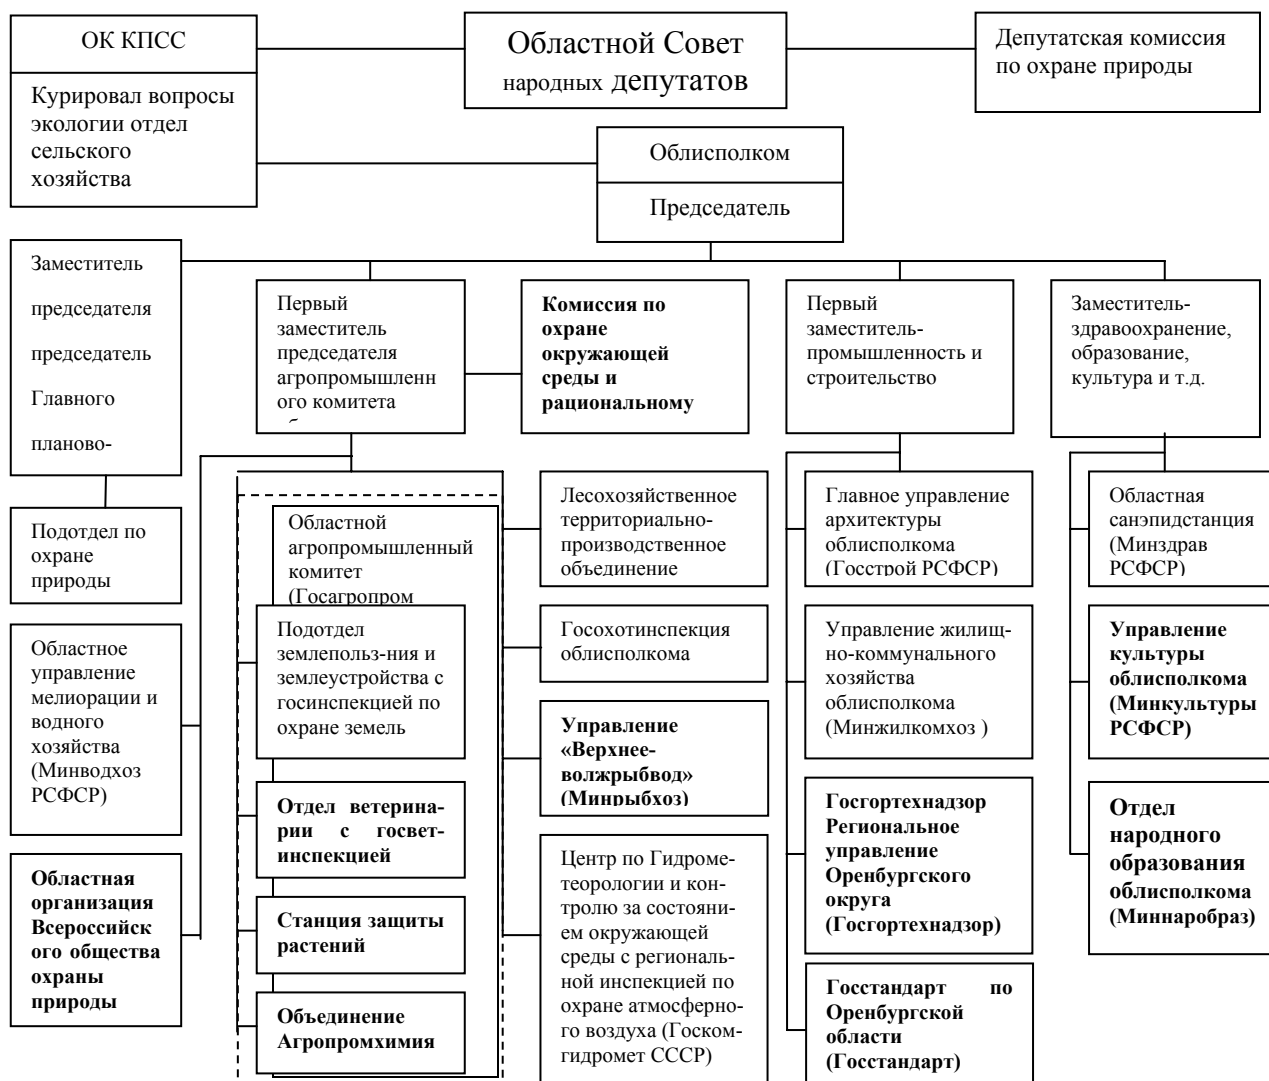 ОК КПСС
Курировал вопросы
экологии отдел
сельского
хозяйства
Областной Совет
народных депутатов
Депутатская комиссия
по охране природы
Облисполком
Председатель
Заместитель
председателя
председатель
Главного
планово-
Первый
заместитель
председателя
агропромышленн
ого комитета
Комиссия по
охране
окружающей
среды и
рациональному
Первый
заместитель-
промышленность и
строительство
Заместитель-
здравоохранение,
образование,
культура и т.д.
Подотдел по
охране
природы
Областное
управление
мелиорации и
водного
хозяйства
(Минводхоз
РСФСР)
Областная
организация
Всероссийск
ого общества
охраны
природы
Областной
агропромышленный
комитет
(Госагропром
Подотдел
землепольз-ния и
землеустройства с
госинспекцией по
охране земель
Отдел ветерина-
рии с госвет-
инспекцией
Станция защиты
растений
Объединение
Агропромхимия
Лесохозяйственное
территориально-
производственное
объединение
Госохотинспекция
облисполкома
Управление
«Верхнее-
волжрыбвод»
(Минрыбхоз)
Центр по Гидроме-
теорологии и кон-
тролю за состояни-
ем окружающей
среды с региональ-
ной инспекцией по
охране атмосферно-
го воздуха (Госком-
гидромет СССР)
Главное управление
архитектуры
облисполкома
(Госстрой РСФСР)
Управление жилищ-
но-коммунального
хозяйства
облисполкома
(Минжилкомхоз )
Госгортехнадзор
Региональное
управление
Оренбургского
округа
(Госгортехнадзор)
Госстандарт по
Оренбургской
области
(Госстандарт)
Областная
санэпидстанция
(Минздрав
РСФСР)
Управление
культуры
облисполкома
(Минкультуры
РСФСР)
Отдел
народного
образования
облисполкома
(Миннаробраз)